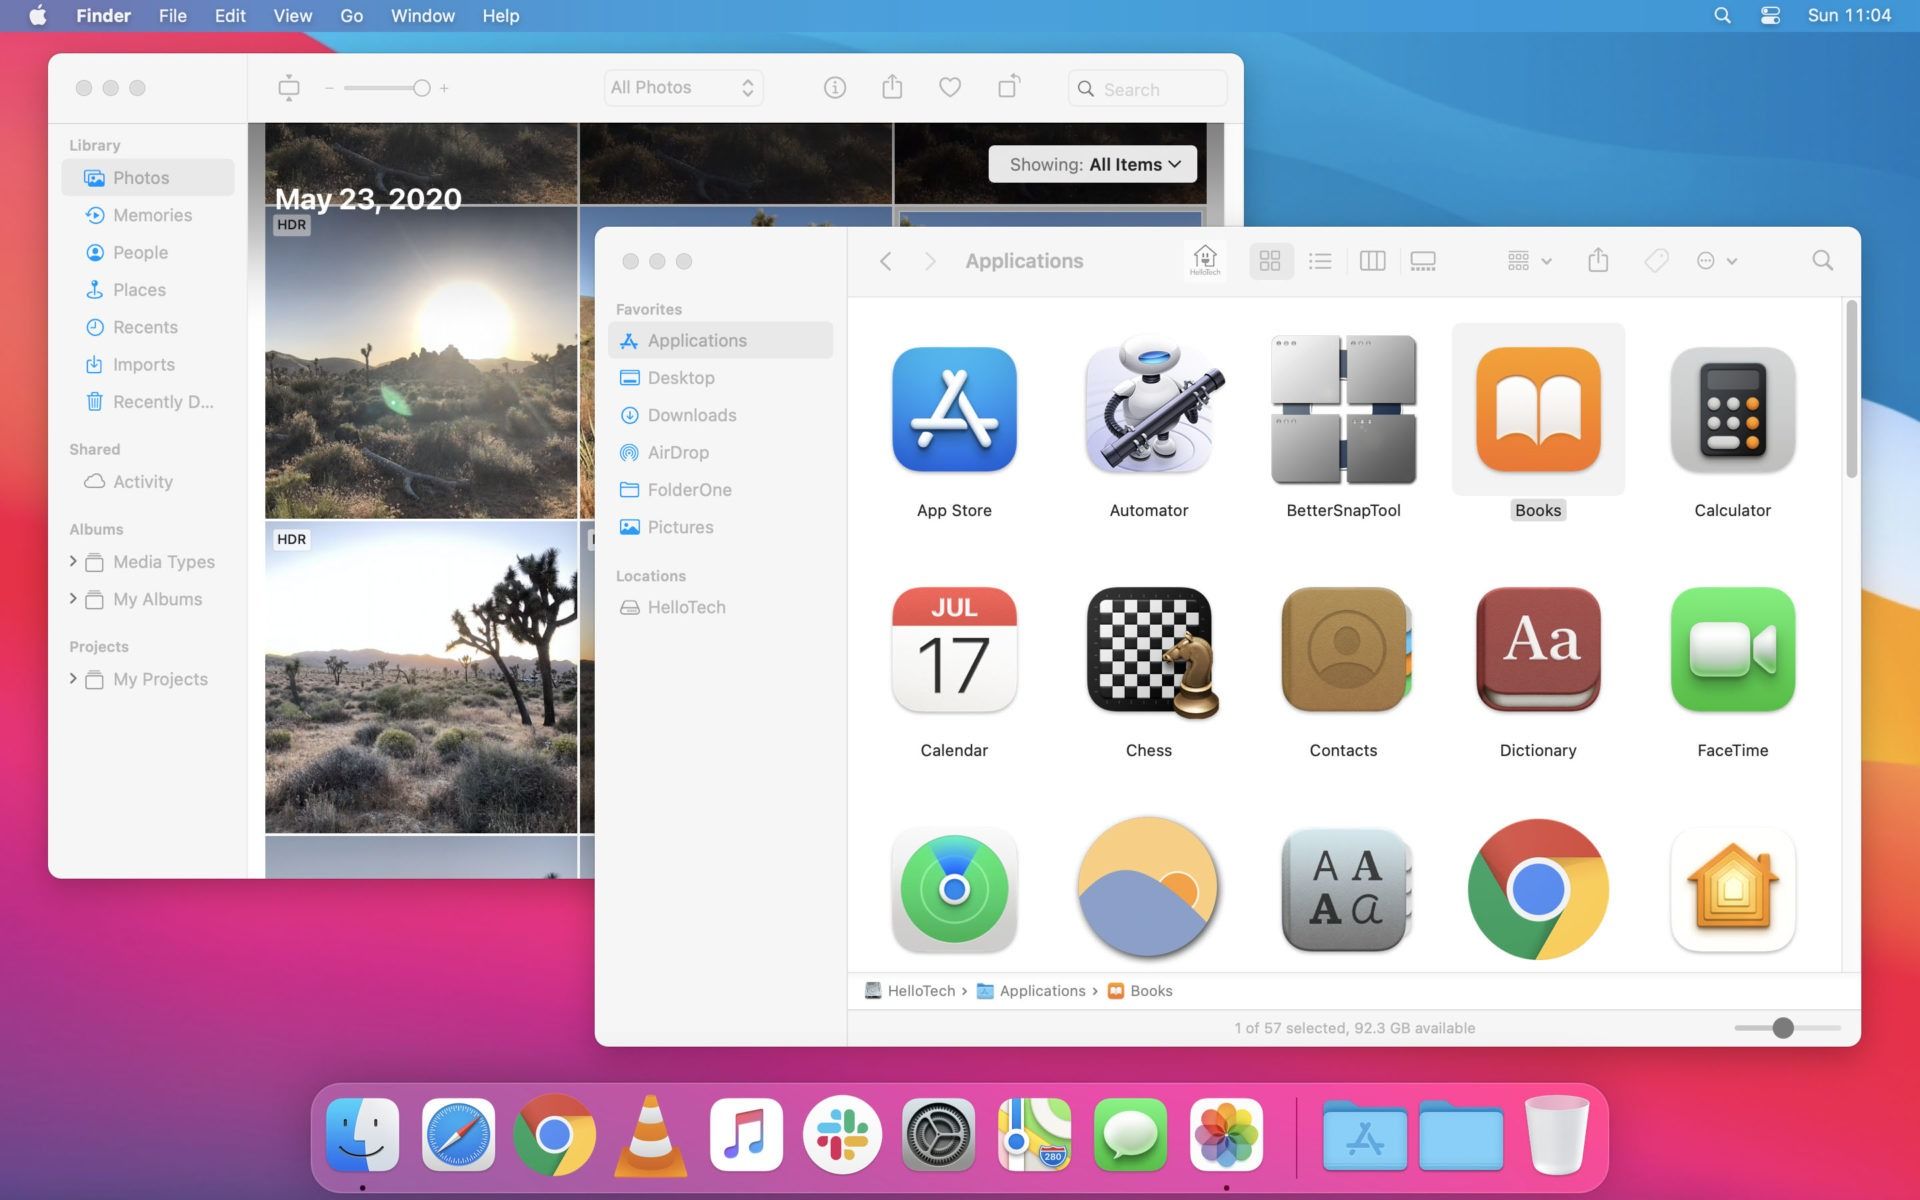 Finder File Edit View Go Window Help Sun 11:04
All Photos Search
Library
Photos
Memories
People
Places
Recents
Imports
Recently D...
Shared
Activity
Albums
Media Types
My Albums
Projects
My Projects
Showing: All Items
May 23, 2020
HDR
HDR
Applications
HelloTech
Favorites
Applications
Desktop
Downloads
AirDrop
FolderOne
Pictures
Locations
HelloTech
App Store Automator BetterSnapTool Books Calculator
JUL
17
Aa
Calendar Chess Contacts Dictionary FaceTime
A A
A a
HelloTech › Applications › Books
1 of 57 selected, 92.3 GB available
280